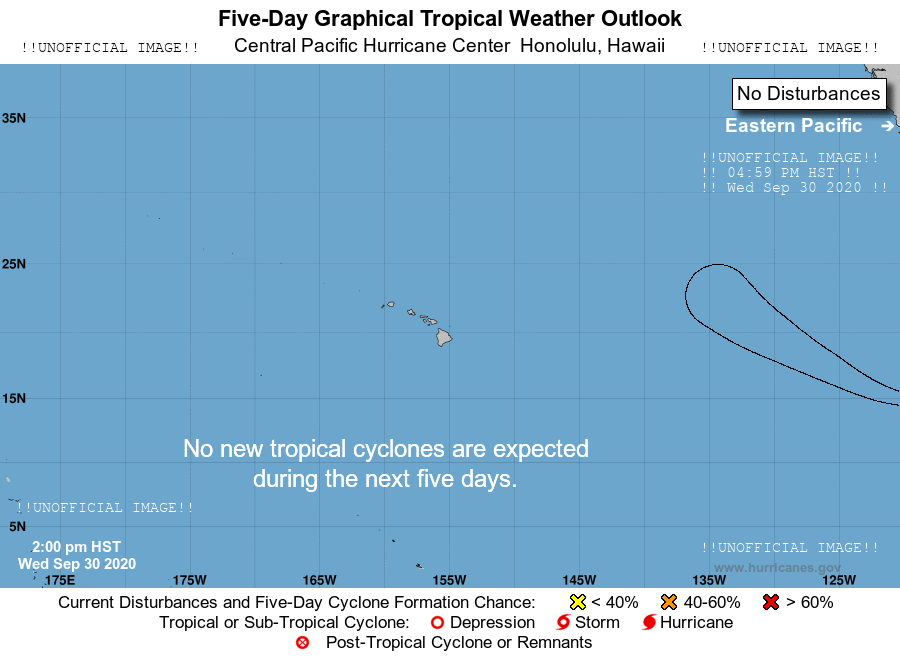 Five-Day Graphical Tropical Weather Outlook
!!UNOFFICIAL IMAGE!! Central Pacific Hurricane Center Honolulu, Hawaii !!UNOFFICIAL IMAGE!!
No Disturbances
35N
Eastern Pacific
!!UNOFFICIAL IMAGE!!
!! 04:59 PM HST !!
!! Wed Sep 30 2020 !!
25N
15N
No new tropical cyclones are expected
during the next five days.
!!UNOFFICIAL IMAGE!!
5N
2:00 pm HST
Wed Sep 30 2020
!!UNOFFICIAL IMAGE!!
www.hurricanes.gov
175E 175W 165W 155W 145W 135W 125W
Current Disturbances and Five-Day Cyclone Formation Chance: < 40% 40-60% > 60%
Tropical or Sub-Tropical Cyclone: Depression Storm Hurricane
Post-Tropical Cyclone or Remnants